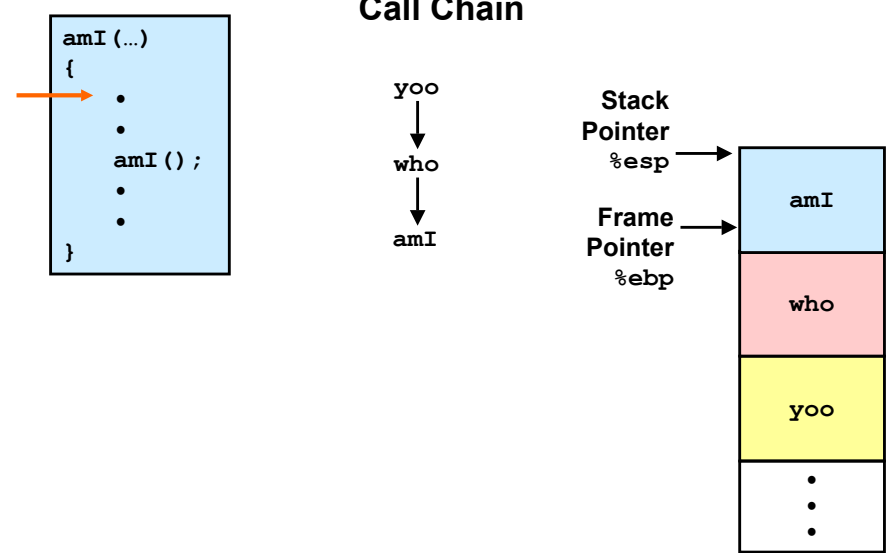 Call Chain
amI(…)
{
•
•
amI();
•
•
}
yoo
who
amI
Stack
Pointer
%esp
Frame
Pointer
%ebp
amI
who
yoo
•
•
•